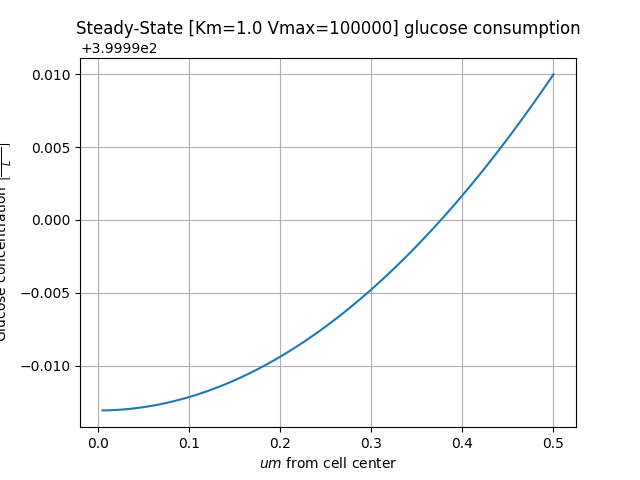 Steady-State [Km=1.0 Vmax=100000] glucose consumption
+3.9999e2
0.010
0.005
0.000
−0.005
−0.010
0.0 0.1 0.2 0.3 0.4 0.5
um from cell center
Glucose concentration